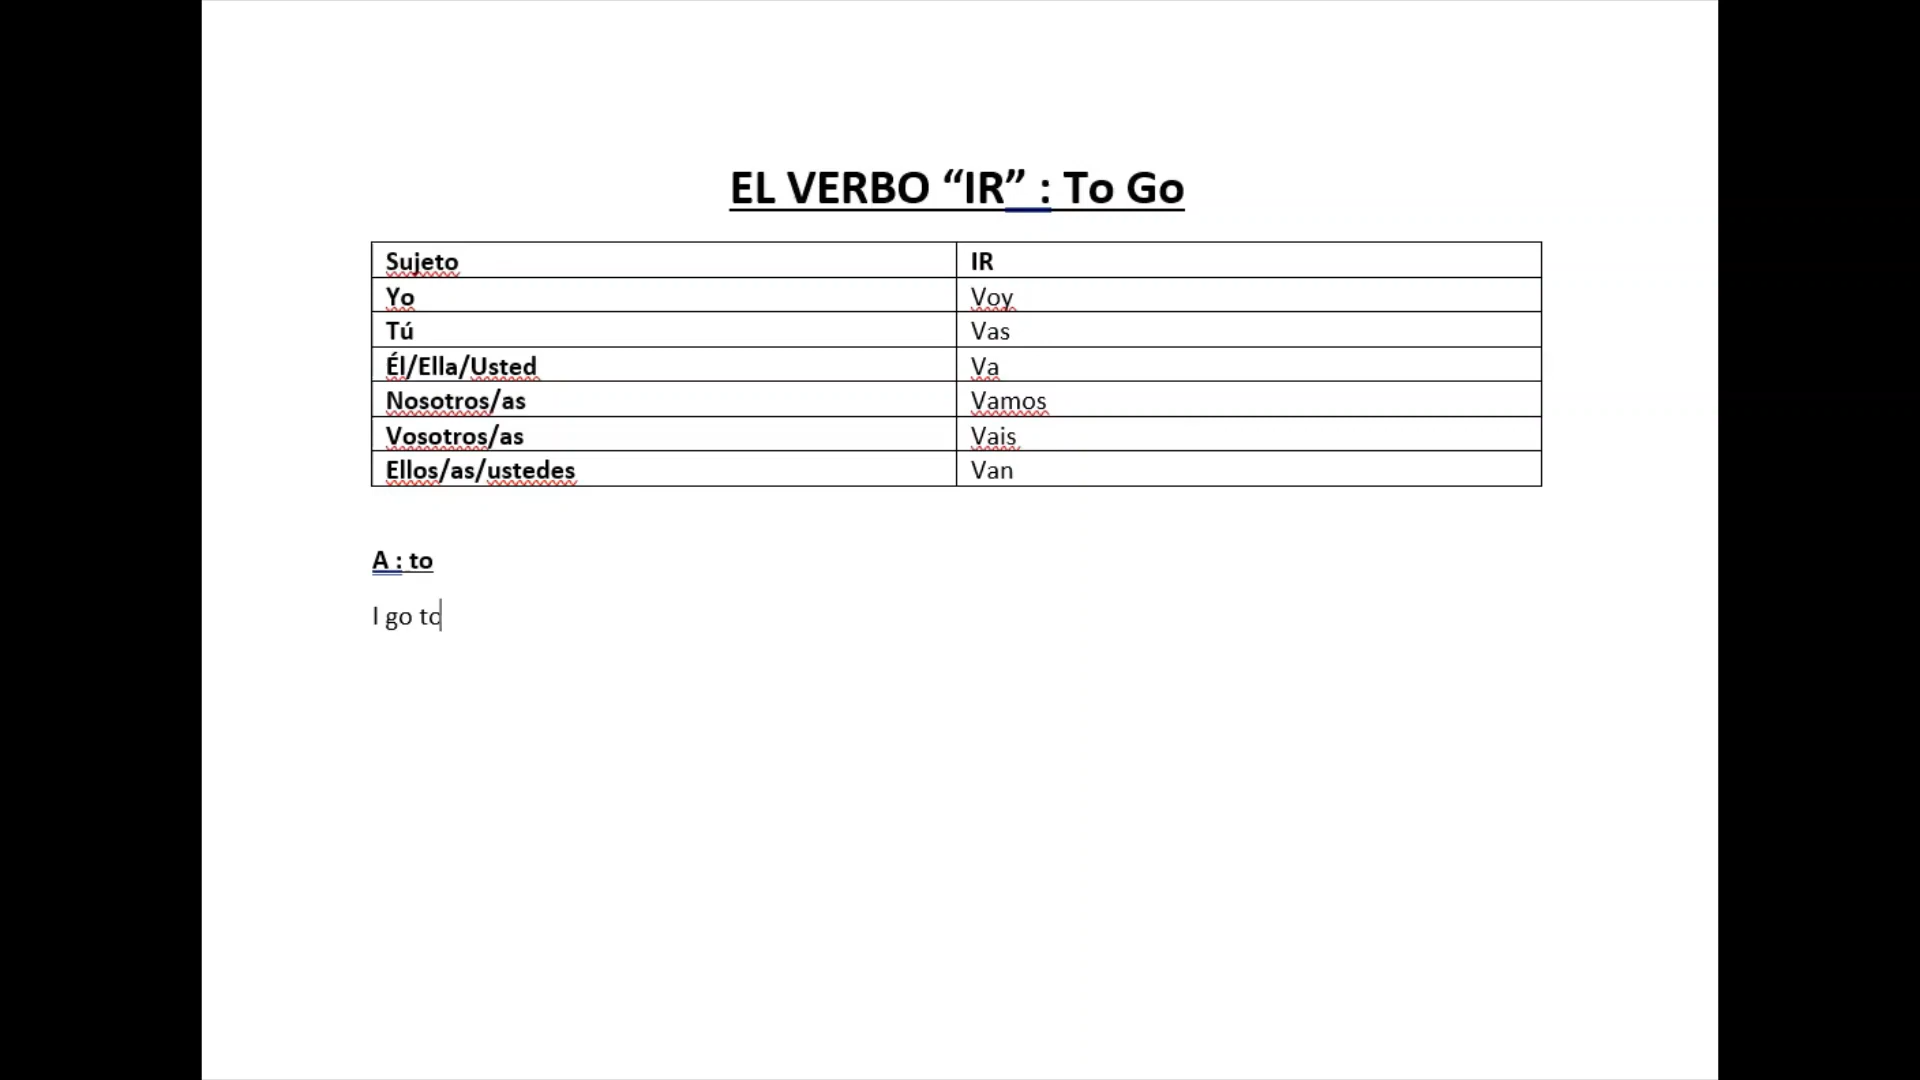 EL VERBO “IR” : To Go
Sujeto IR
Yo Voy
Tú Vas
Él/Ella/Usted Va
Nosotros/as Vamos
Vosotros/as Vais
Ellos/as/ustedes Van
A : to
I go to